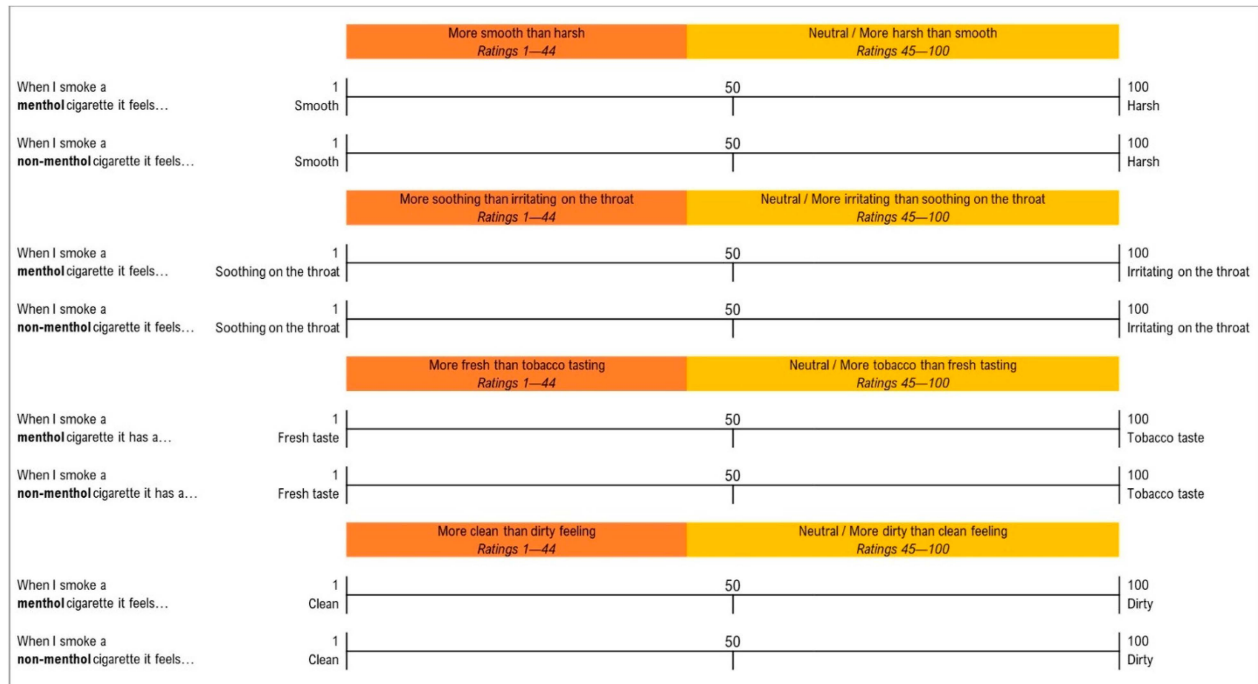 More smooth than harsh
Ratings 1—44
Neutral / More harsh than smooth
Ratings 45—100
When I smoke a
menthol cigarette it feels…
1
Smooth
50
100
Harsh
When I smoke a
non-menthol cigarette it feels…
1
Smooth
50
100
Harsh
More soothing than irritating on the throat
Ratings 1—44
Neutral / More irritating than soothing on the throat
Ratings 45—100
When I smoke a
menthol cigarette it feels…
1
Soothing on the throat
50
100
Irritating on the throat
When I smoke a
non-menthol cigarette it feels…
1
Soothing on the throat
50
100
Irritating on the throat
More fresh than tobacco tasting
Ratings 1—44
Neutral / More tobacco than fresh tasting
Ratings 45—100
When I smoke a
menthol cigarette it has a…
1
Fresh taste
50
100
Tobacco taste
When I smoke a
non-menthol cigarette it has a…
1
Fresh taste
50
100
Tobacco taste
More clean than dirty feeling
Ratings 1—44
Neutral / More dirty than clean feeling
Ratings 45—100
When I smoke a
menthol cigarette it feels…
1
Clean
50
100
Dirty
When I smoke a
non-menthol cigarette it feels…
1
Clean
50
100
Dirty